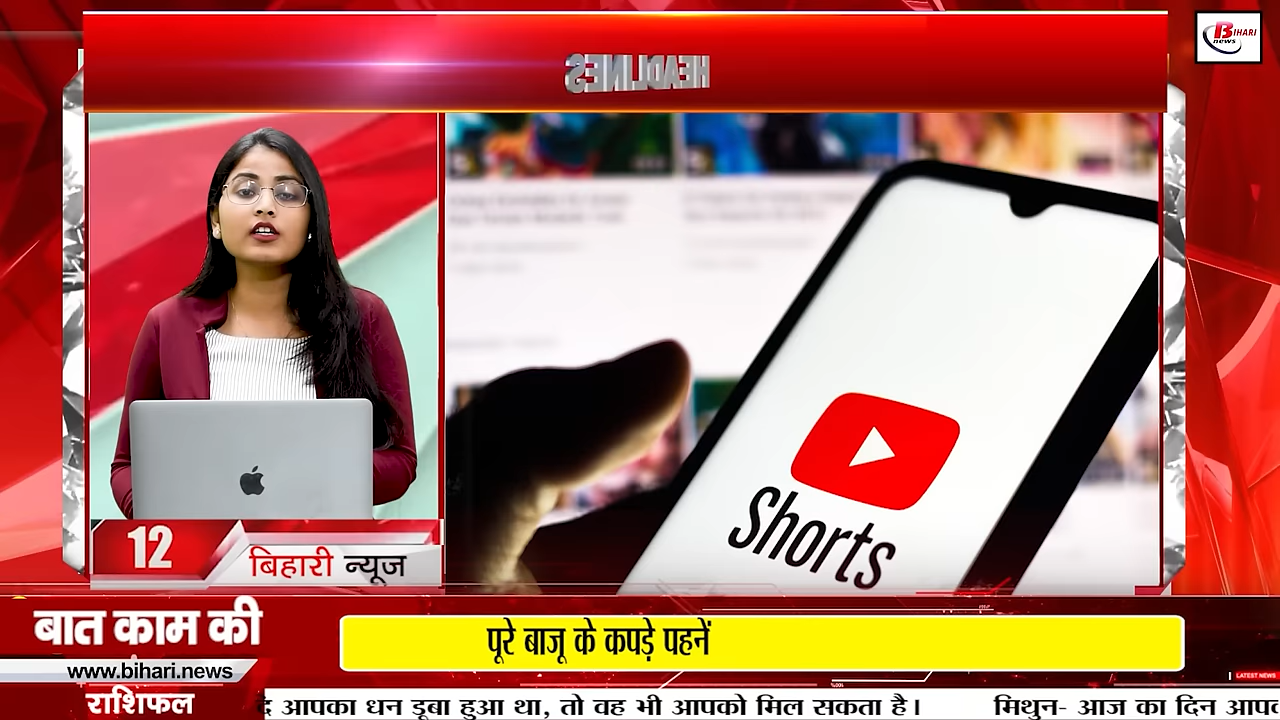 HEADLINES
BIHARI
news
Shorts
12
बिहारी न्यूज
बात काम की
पूरे बाजू के कपड़े पहनें
www.bihari.news
LATEST NEWS
राशिफल
आपका धन डूबा हुआ था, तो वह भी आपको मिल सकता है। मिथुन- आज का दिन